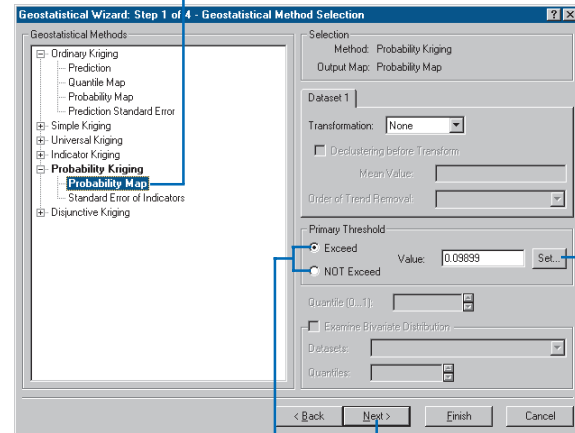 Geostatistical Wizard: Step 1 of 4 - Geostatistical Method Selection
Geostatistical Methods
Ordinary Kriging
Prediction
Quantile Map
Probability Map
Prediction Standard Error
Simple Kriging
Universal Kriging
Indicator Kriging
Probability Kriging
Probability Map
Standard Error of Indicators
Disjunctive Kriging
Selection
Method: Probability Kriging
Output Map: Probability Map
Dataset 1
Transformation: None
Declustering before Transform
Mean Value:
Order of Trend Removal:
Primary Threshold
Exceed
NOT Exceed
Value: 0.09899
Set...
Quantile (0...1):
Examine Bivariate Distribution
Datasets:
Quantiles:
< Back Next > Finish Cancel